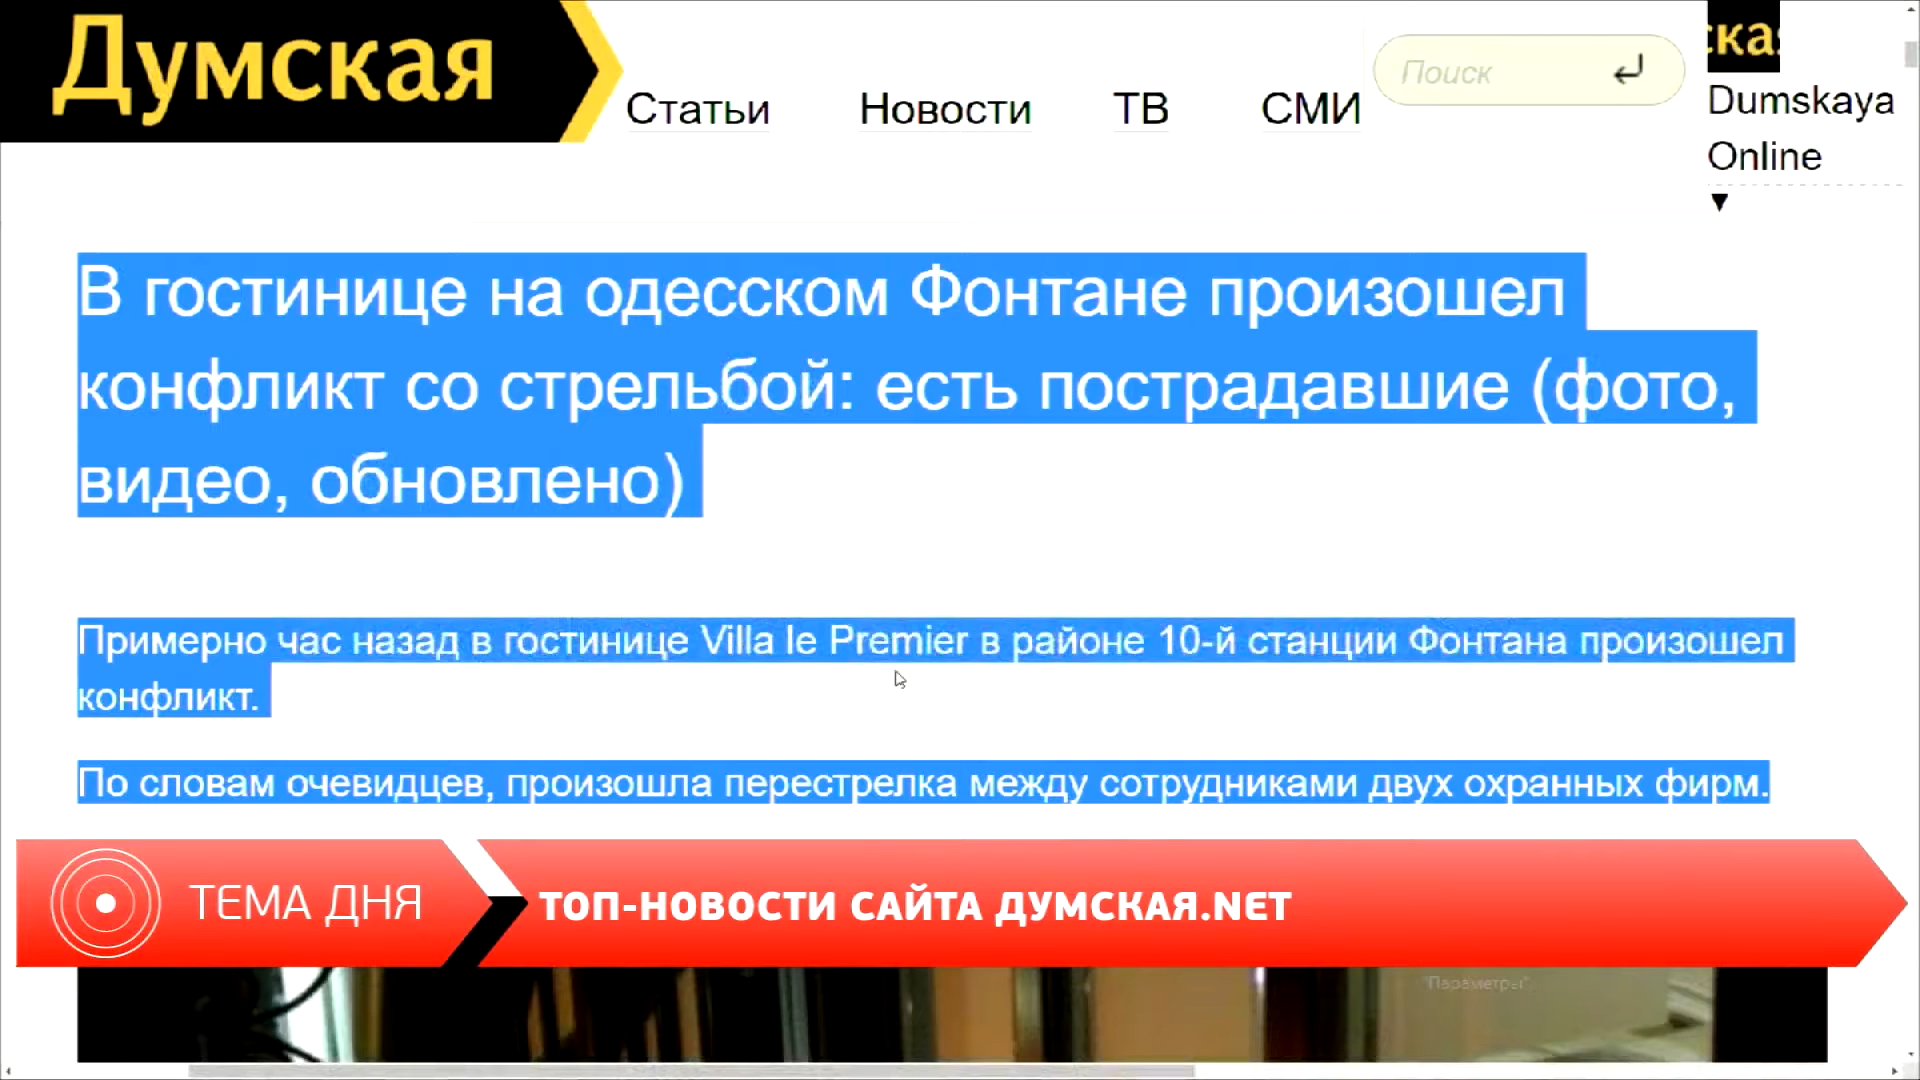 Думская
Статьи Новости ТВ СМИ
Поиск
ская
Dumskaya
Online
В гостинице на одесском Фонтане произошел
конфликт со стрельбой: есть пострадавшие (фото,
видео, обновлено)
Примерно час назад в гостинице Villa le Premier в районе 10-й станции Фонтана произошел
конфликт.
По словам очевидцев, произошла перестрелка между сотрудниками двух охранных фирм.
ТЕМА ДНЯ
ТОП-НОВОСТИ САЙТА ДУМСКАЯ.NET
"Параметры".